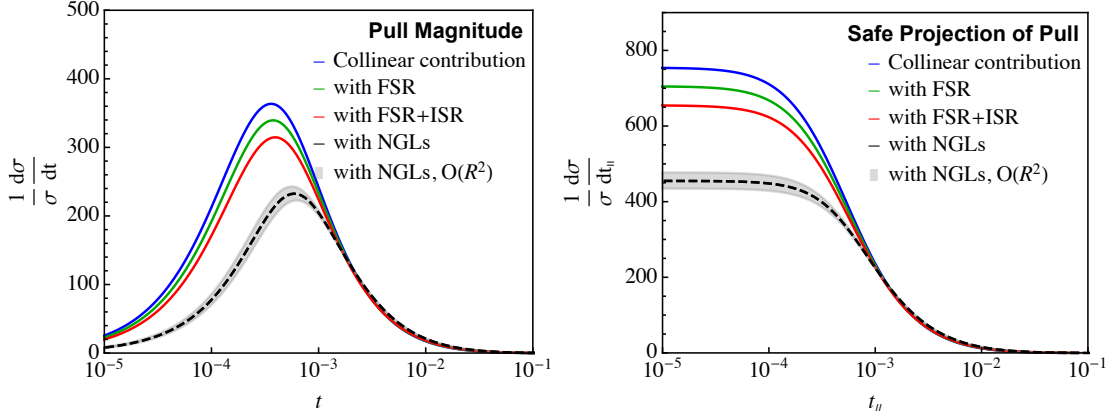 Pull Magnitude
Collinear contribution
with FSR
with FSR+ISR
with NGLs
with NGLs, O(R²)
500
400
300
200
100
0
10⁻⁵
10⁻⁴
10⁻³
10⁻²
10⁻¹
t
1/σ dσ/dt
Safe Projection of Pull
Collinear contribution
with FSR
with FSR+ISR
with NGLs
with NGLs, O(R²)
800
600
400
200
0
10⁻⁵
10⁻⁴
10⁻³
10⁻²
10⁻¹
t_||
1/σ dσ/dt_||